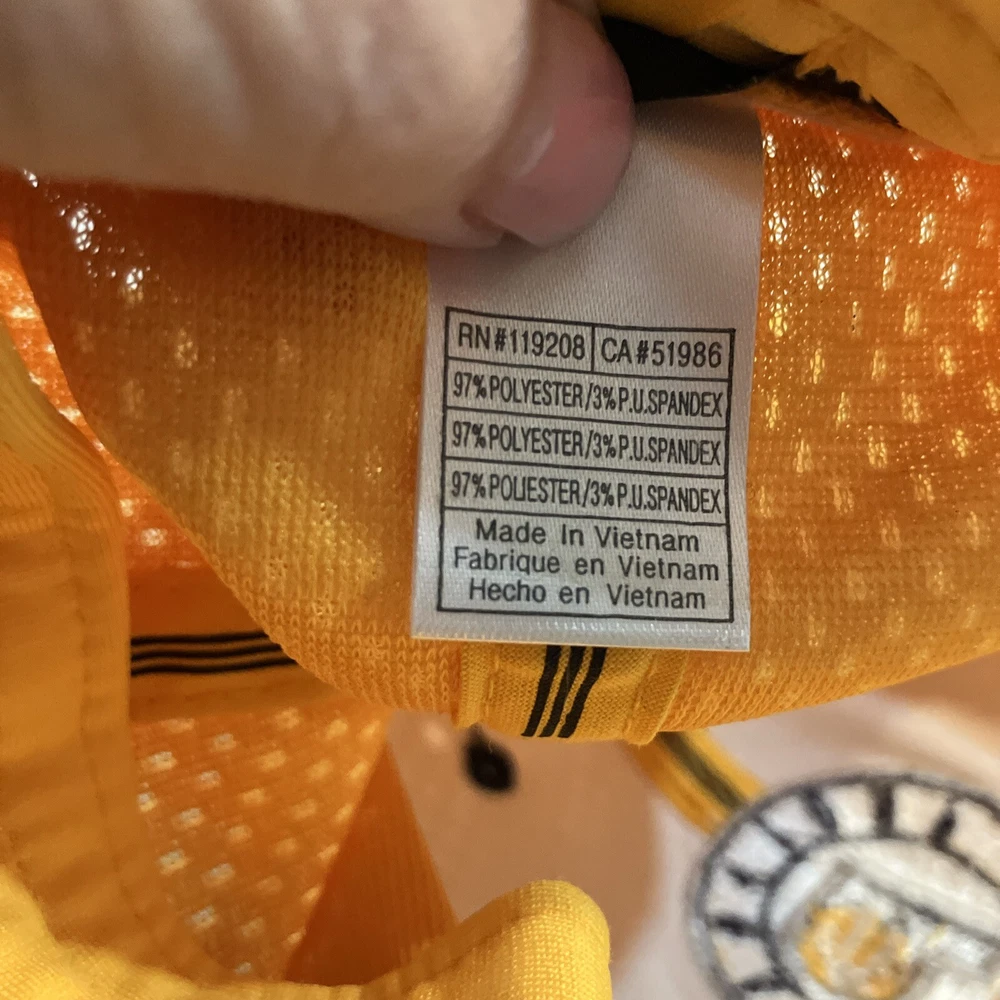 RN#119208 CA#51986
97% POLYESTER/3% P.U.SPANDEX
97% POLYESTER/3% P.U.SPANDEX
97% POLIESTER/3% P.U.SPANDEX
Made In Vietnam
Fabrique en Vietnam
Hecho en Vietnam